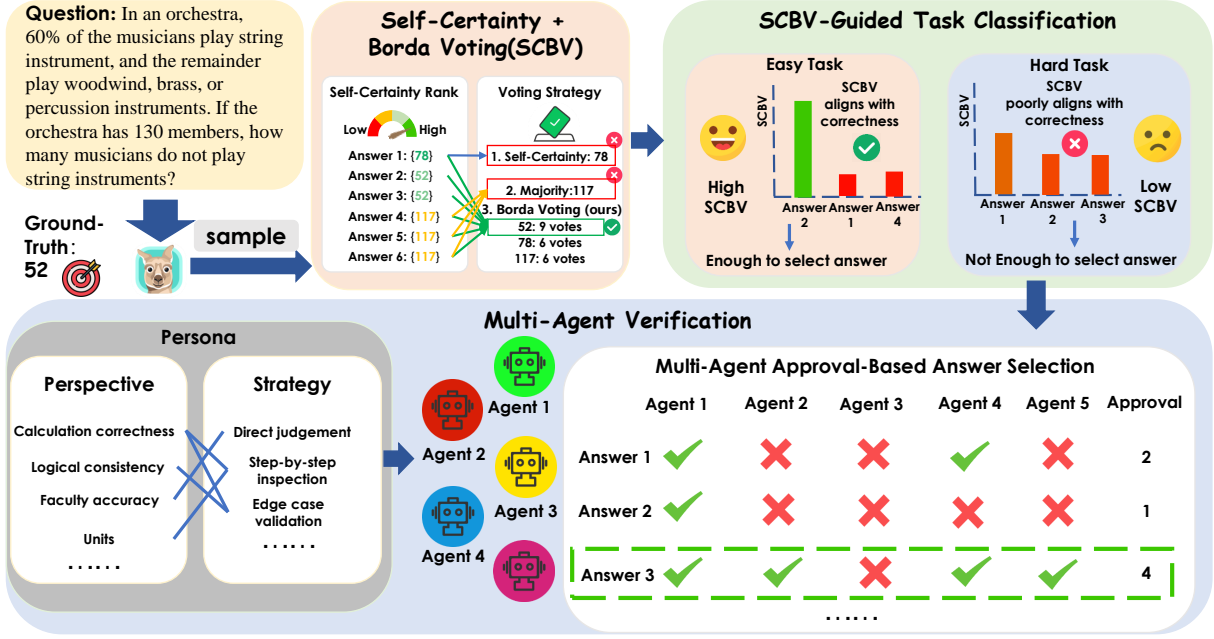 Question: In an orchestra,
60% of the musicians play string
instrument, and the remainder
play woodwind, brass, or
percussion instruments. If the
orchestra has 130 members, how
many musicians do not play
string instruments?
Ground-
Truth:
52
sample
Self-Certainty +
Borda Voting(SCBV)
Self-Certainty Rank
Low
High
Answer 1: {78}
Answer 2: {52}
Answer 3: {52}
Answer 4: {117}
Answer 5: {117}
Answer 6: {117}
Voting Strategy
1. Self-Certainty: 78
2. Majority:117
3. Borda Voting (ours)
52: 9 votes
78: 6 votes
117: 6 votes
SCBV-Guided Task Classification
Easy Task
High
SCBV
SCBV
SCBV
aligns with
correctness
Answer
2
Answer
1
Answer
4
Enough to select answer
Hard Task
SCBV
SCBV
poorly aligns with
correctness
Low
SCBV
Answer
1
Answer
2
Answer
3
Not Enough to select answer
Multi-Agent Verification
Persona
Perspective
Calculation correctness
Logical consistency
Faculty accuracy
Units
......
Strategy
Direct judgement
Step-by-step
inspection
Edge case
validation
......
Agent 1
Agent 2
Agent 3
Agent 4
Multi-Agent Approval-Based Answer Selection
Agent 1 Agent 2 Agent 3 Agent 4 Agent 5 Approval
Answer 1 2
Answer 2 1
Answer 3 4
......